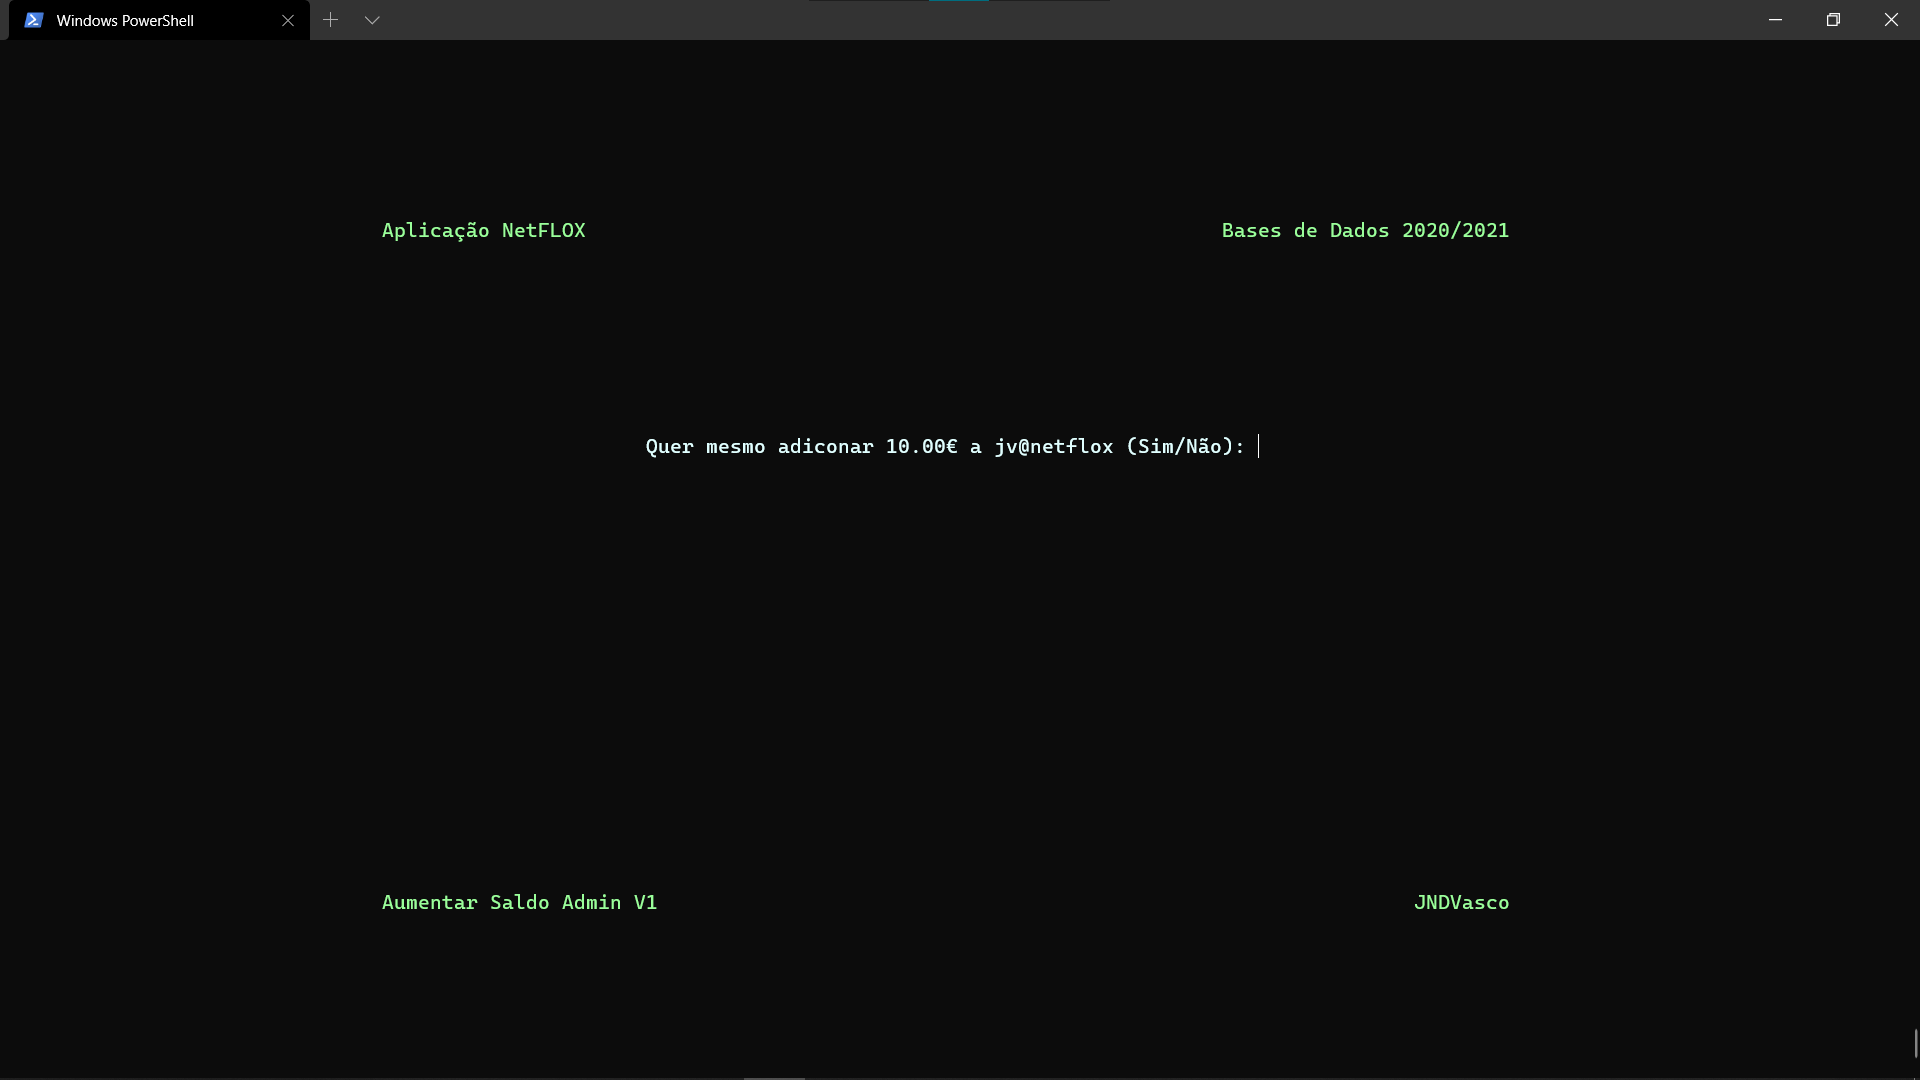 Windows PowerShell
Aplicação NetFLOX
Bases de Dados 2020/2021
Quer mesmo adiconar 10.00€ a jv@netflox (Sim/Não):
Aumentar Saldo Admin V1
JNDVasco